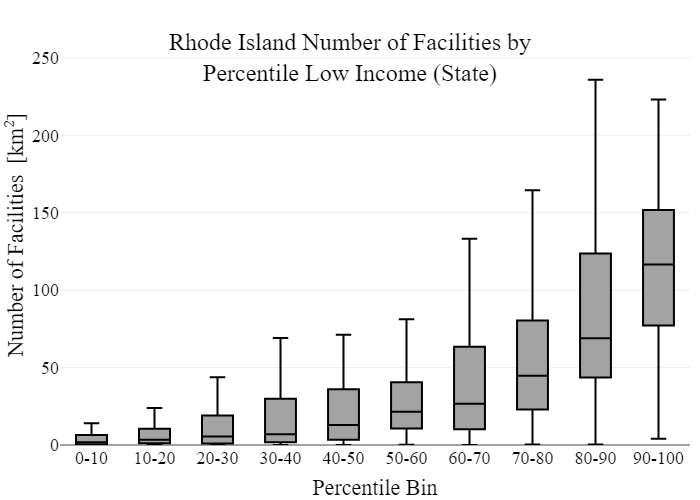 Rhode Island Number of Facilities by
Percentile Low Income (State)
Number of Facilities [km²]
250
200
150
100
50
0
0-10 10-20 20-30 30-40 40-50 50-60 60-70 70-80 80-90 90-100
Percentile Bin